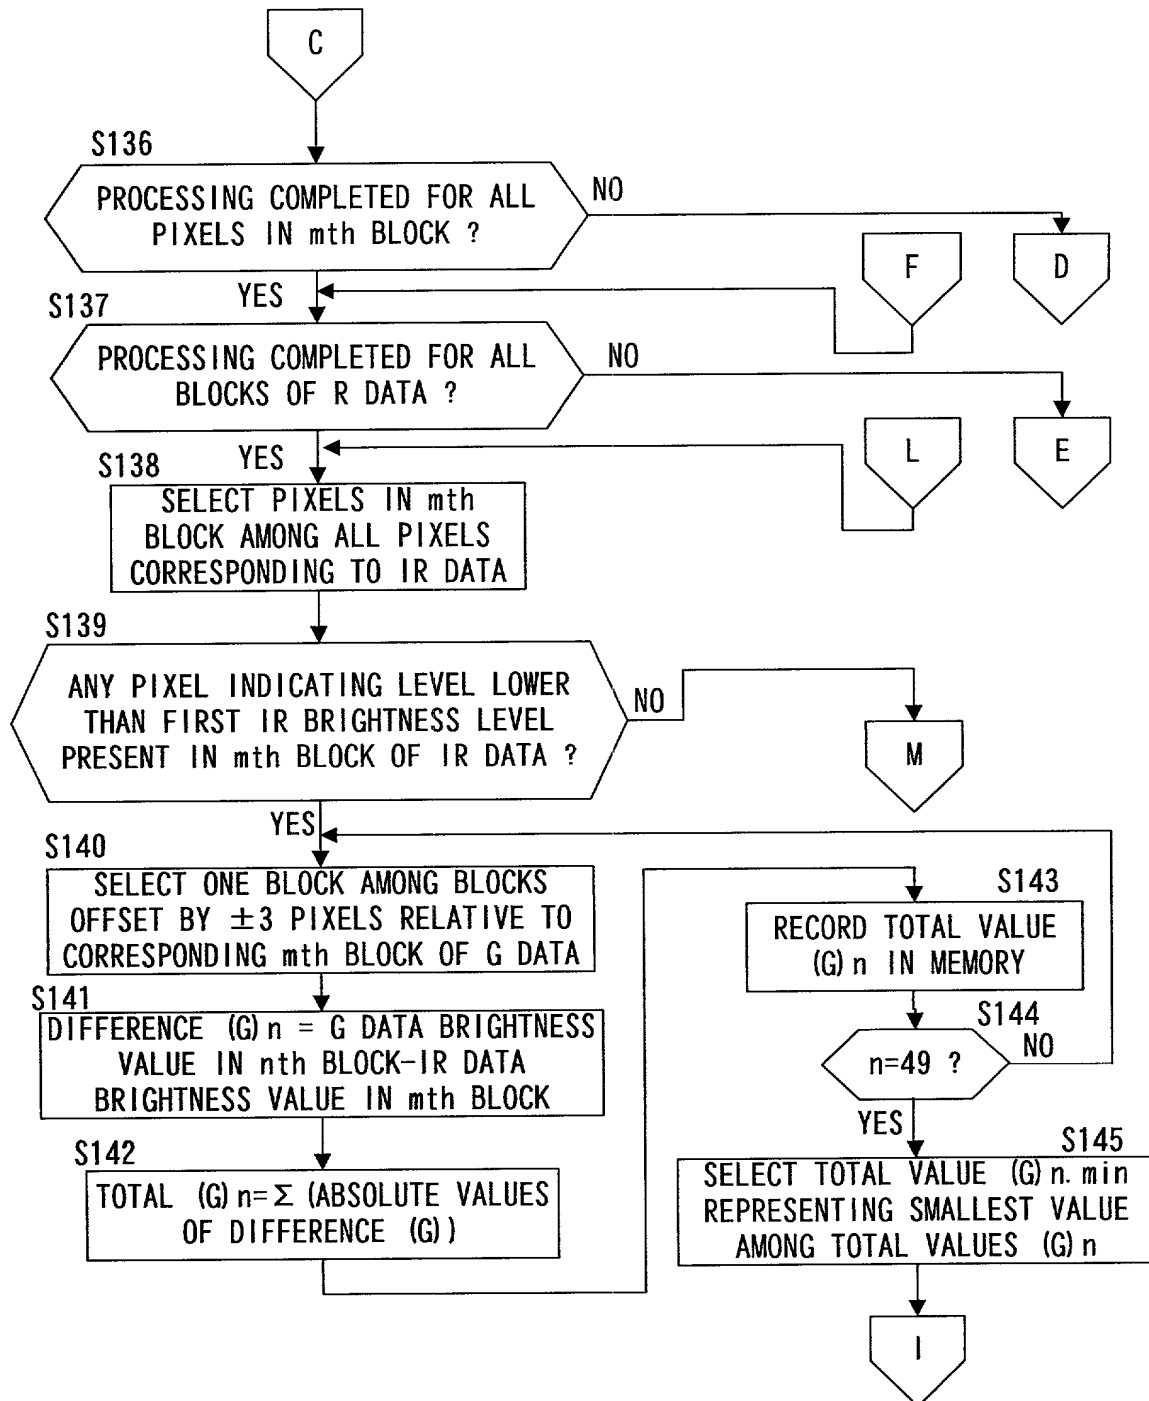 C
S136
PROCESSING COMPLETED FOR ALL
PIXELS IN mth BLOCK ?
NO
D
F
YES
S137
PROCESSING COMPLETED FOR ALL
BLOCKS OF R DATA ?
NO
E
L
YES
S138
SELECT PIXELS IN mth
BLOCK AMONG ALL PIXELS
CORRESPONDING TO IR DATA
S139
ANY PIXEL INDICATING LEVEL LOWER
THAN FIRST IR BRIGHTNESS LEVEL
PRESENT IN mth BLOCK OF IR DATA ?
NO
M
YES
S140
SELECT ONE BLOCK AMONG BLOCKS
OFFSET BY ±3 PIXELS RELATIVE TO
CORRESPONDING mth BLOCK OF G DATA
S141
DIFFERENCE (G) n = G DATA BRIGHTNESS
VALUE IN nth BLOCK-IR DATA
BRIGHTNESS VALUE IN mth BLOCK
S142
TOTAL (G) n=Σ (ABSOLUTE VALUES
OF DIFFERENCE (G))
S143
RECORD TOTAL VALUE
(G) n IN MEMORY
S144
n=49 ?
NO
YES
S145
SELECT TOTAL VALUE (G) n. min
REPRESENTING SMALLEST VALUE
AMONG TOTAL VALUES (G) n
I